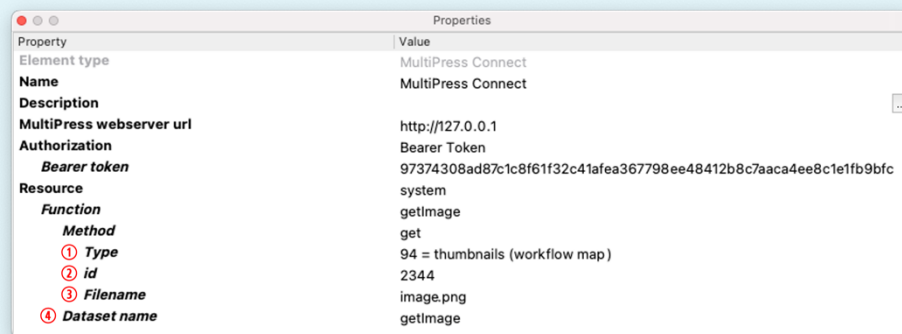 Properties
Property Value
Element type MultiPress Connect
Name MultiPress Connect
Description ..
MultiPress webserver url http://127.0.0.1
Authorization Bearer Token
Bearer token 97374308ad87c1c8f61f32c41afea367798ee48412b8c7aaca4ee8c1e1fb9bfc
Resource system
Function getImage
Method get
① Type 94 = thumbnails (workflow map)
② id 2344
③ Filename image.png
④ Dataset name getImage